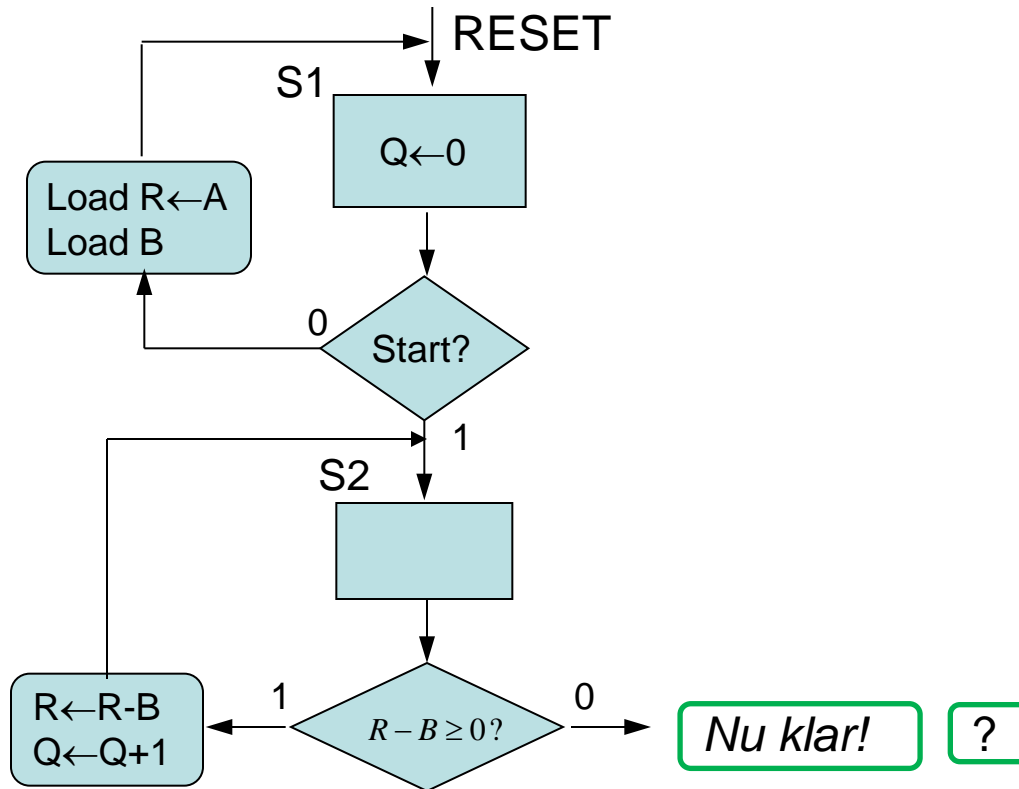 RESET
S1
Q←0
Load R←A
Load B
0
Start?
1
S2
R←R-B
Q←Q+1
1
R − B ≥ 0 ?
0
Nu klar!
?